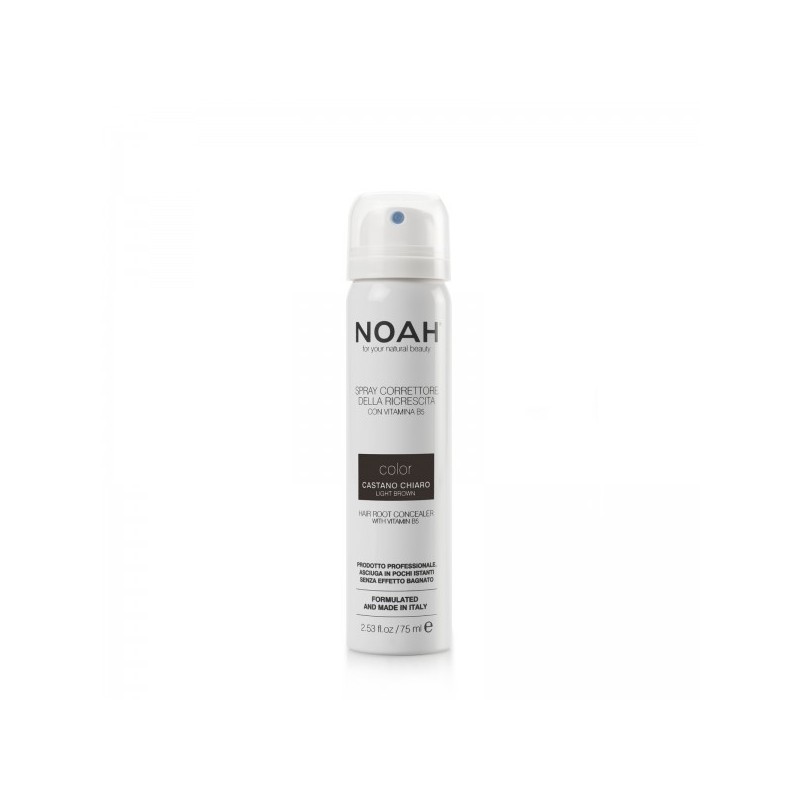 NOAH
for your natural beauty
SPRAY CORRETTORE
DELLA RICRESCITA
CON VITAMINA B5
color
CASTANO CHIARO
LIGHT BROWN
HAIR ROOT CONCEALER
WITH VITAMIN B5
PRODOTTO PROFESSIONALE,
ASCIUGA IN POCHI ISTANTI
SENZA EFFETTO BAGNATO
FORMULATED
AND MADE IN ITALY
2.53 fl.oz / 75 ml ℮